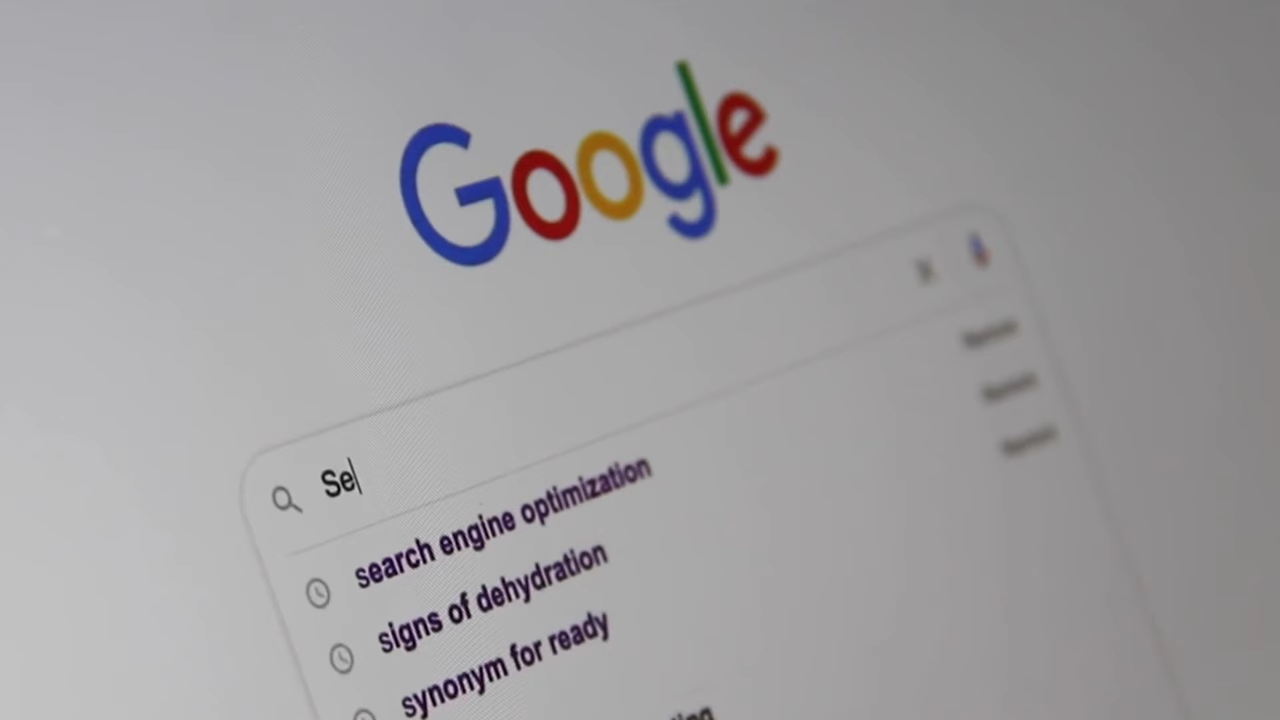 Google
Se
search engine optimization
signs of dehydration
synonym for ready